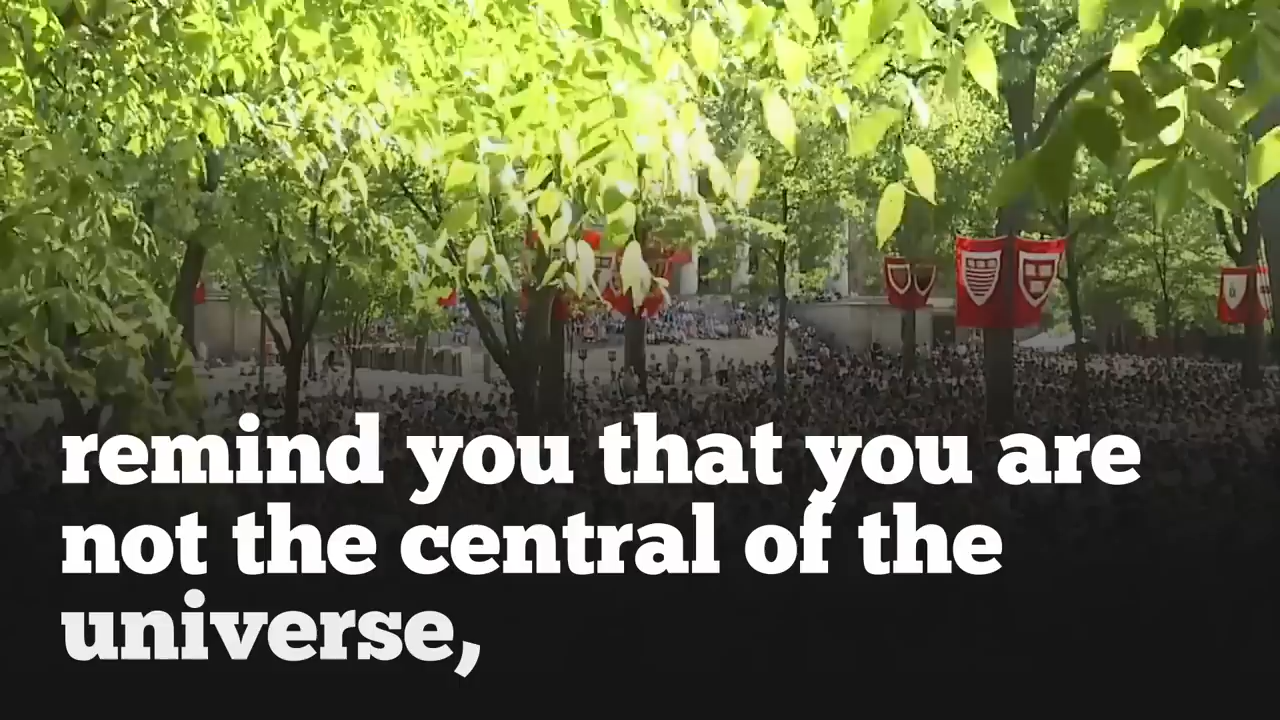 remind you that you are
not the central of the
universe,